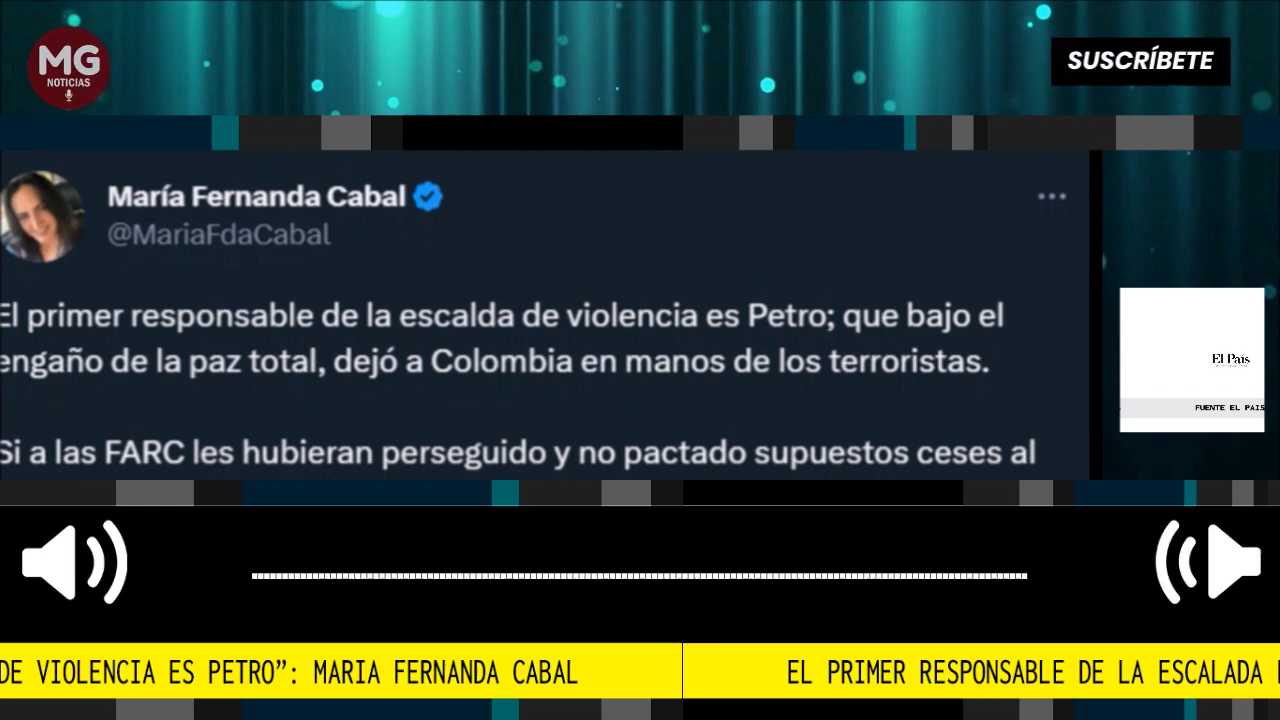 MG
NOTICIAS
SUSCRÍBETE
María Fernanda Cabal
@MariaFdaCabal
El primer responsable de la escalda de violencia es Petro; que bajo el
engaño de la paz total, dejó a Colombia en manos de los terroristas.
Si a las FARC les hubieran perseguido y no pactado supuestos ceses al
El País
FUENTE EL PAIS
DE VIOLENCIA ES PETRO”: MARIA FERNANDA CABAL
EL PRIMER RESPONSABLE DE LA ESCALADA